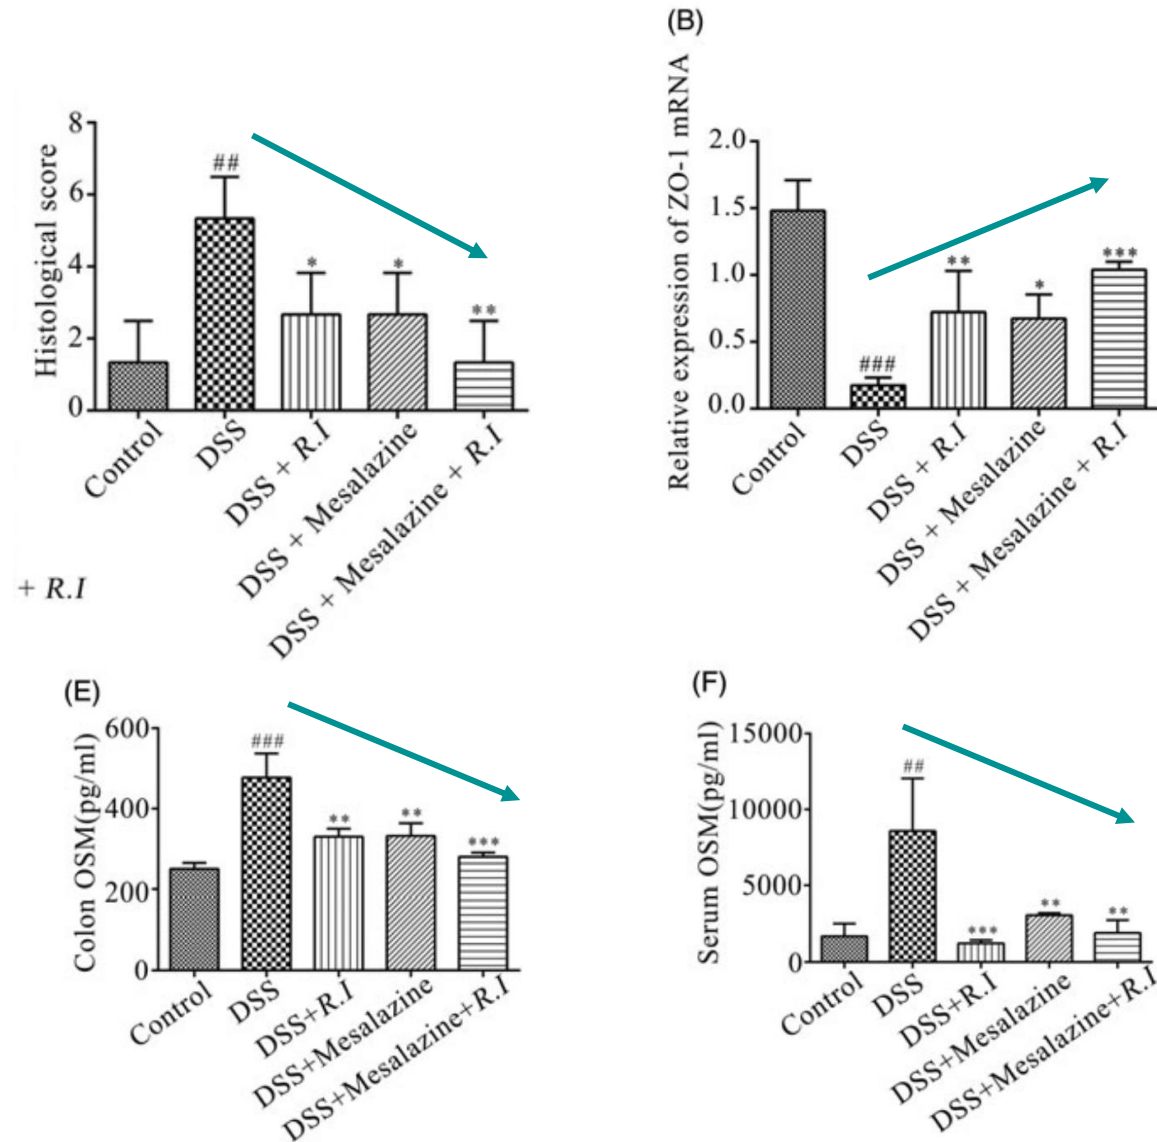 Histological score
8
6
4
2
0
##
*
*
**
Control
DSS
DSS + R.I
DSS + Mesalazine
DSS + Mesalazine + R.I
+ R.I
(B)
Relative expression of ZO-1 mRNA
2.0
1.5
1.0
0.5
0.0
###
**
*
***
Control
DSS
DSS + R.I
DSS + Mesalazine
DSS + Mesalazine + R.I
(E)
Colon OSM(pg/ml)
600
400
200
0
###
**
**
***
Control
DSS
DSS+R.I
DSS+Mesalazine
DSS+Mesalazine+R.I
(F)
Serum OSM(pg/ml)
15000
10000
5000
0
##
***
**
**
Control
DSS
DSS+R.I
DSS+Mesalazine
DSS+Mesalazine+R.I